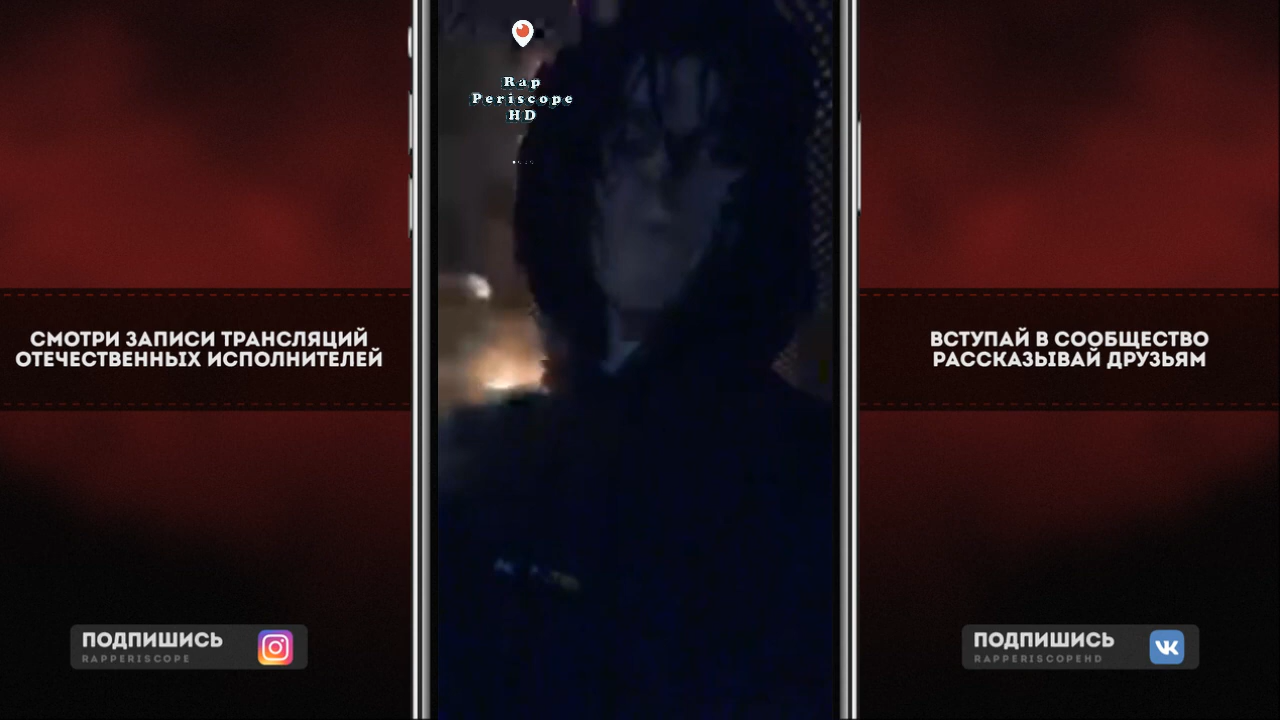 Rap
Periscope
HD
СМОТРИ ЗАПИСИ ТРАНСЛЯЦИЙ
ОТЕЧЕСТВЕННЫХ ИСПОЛНИТЕЛЕЙ
ВСТУПАЙ В СООБЩЕСТВО
РАССКАЗЫВАЙ ДРУЗЬЯМ
ПОДПИШИСЬ
RAPPERISCOPE
ПОДПИШИСЬ
RAPPERISCOPEHD